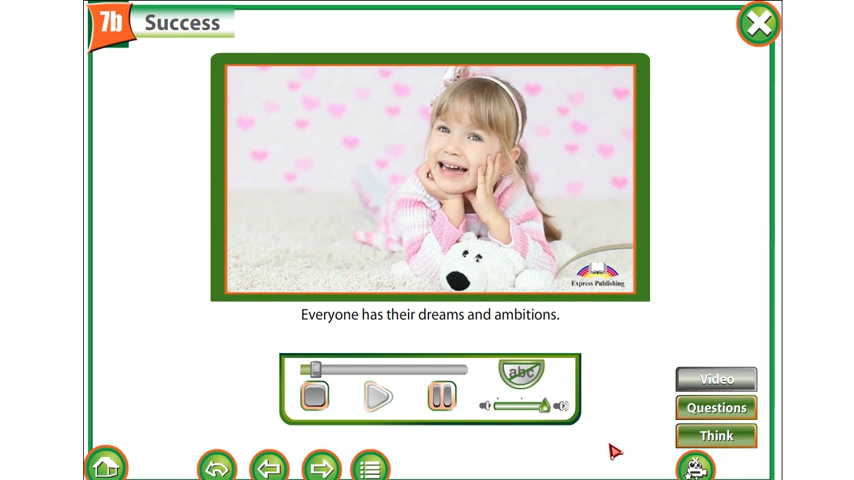 7b Success
Express Publishing
Everyone has their dreams and ambitions.
abc
Video
Questions
Think